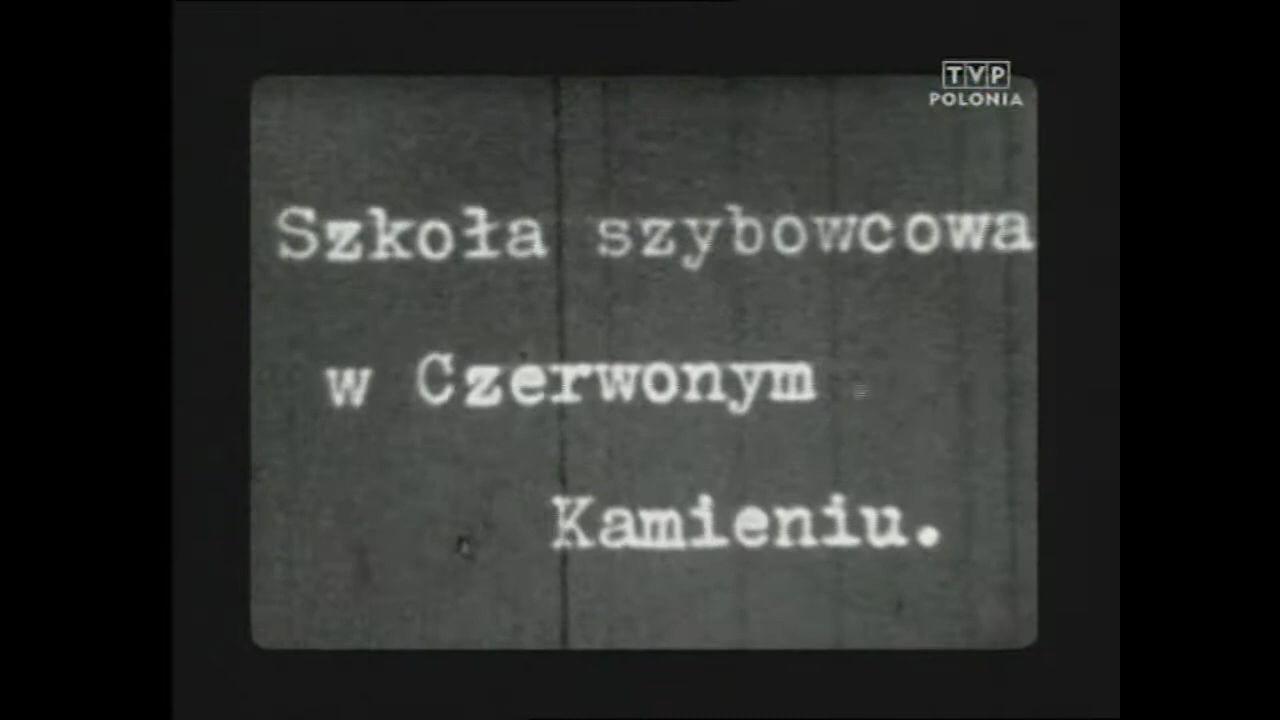 TVP
POLONIA
Szkoła szybowcowa
w Czerwonym
Kamieniu.